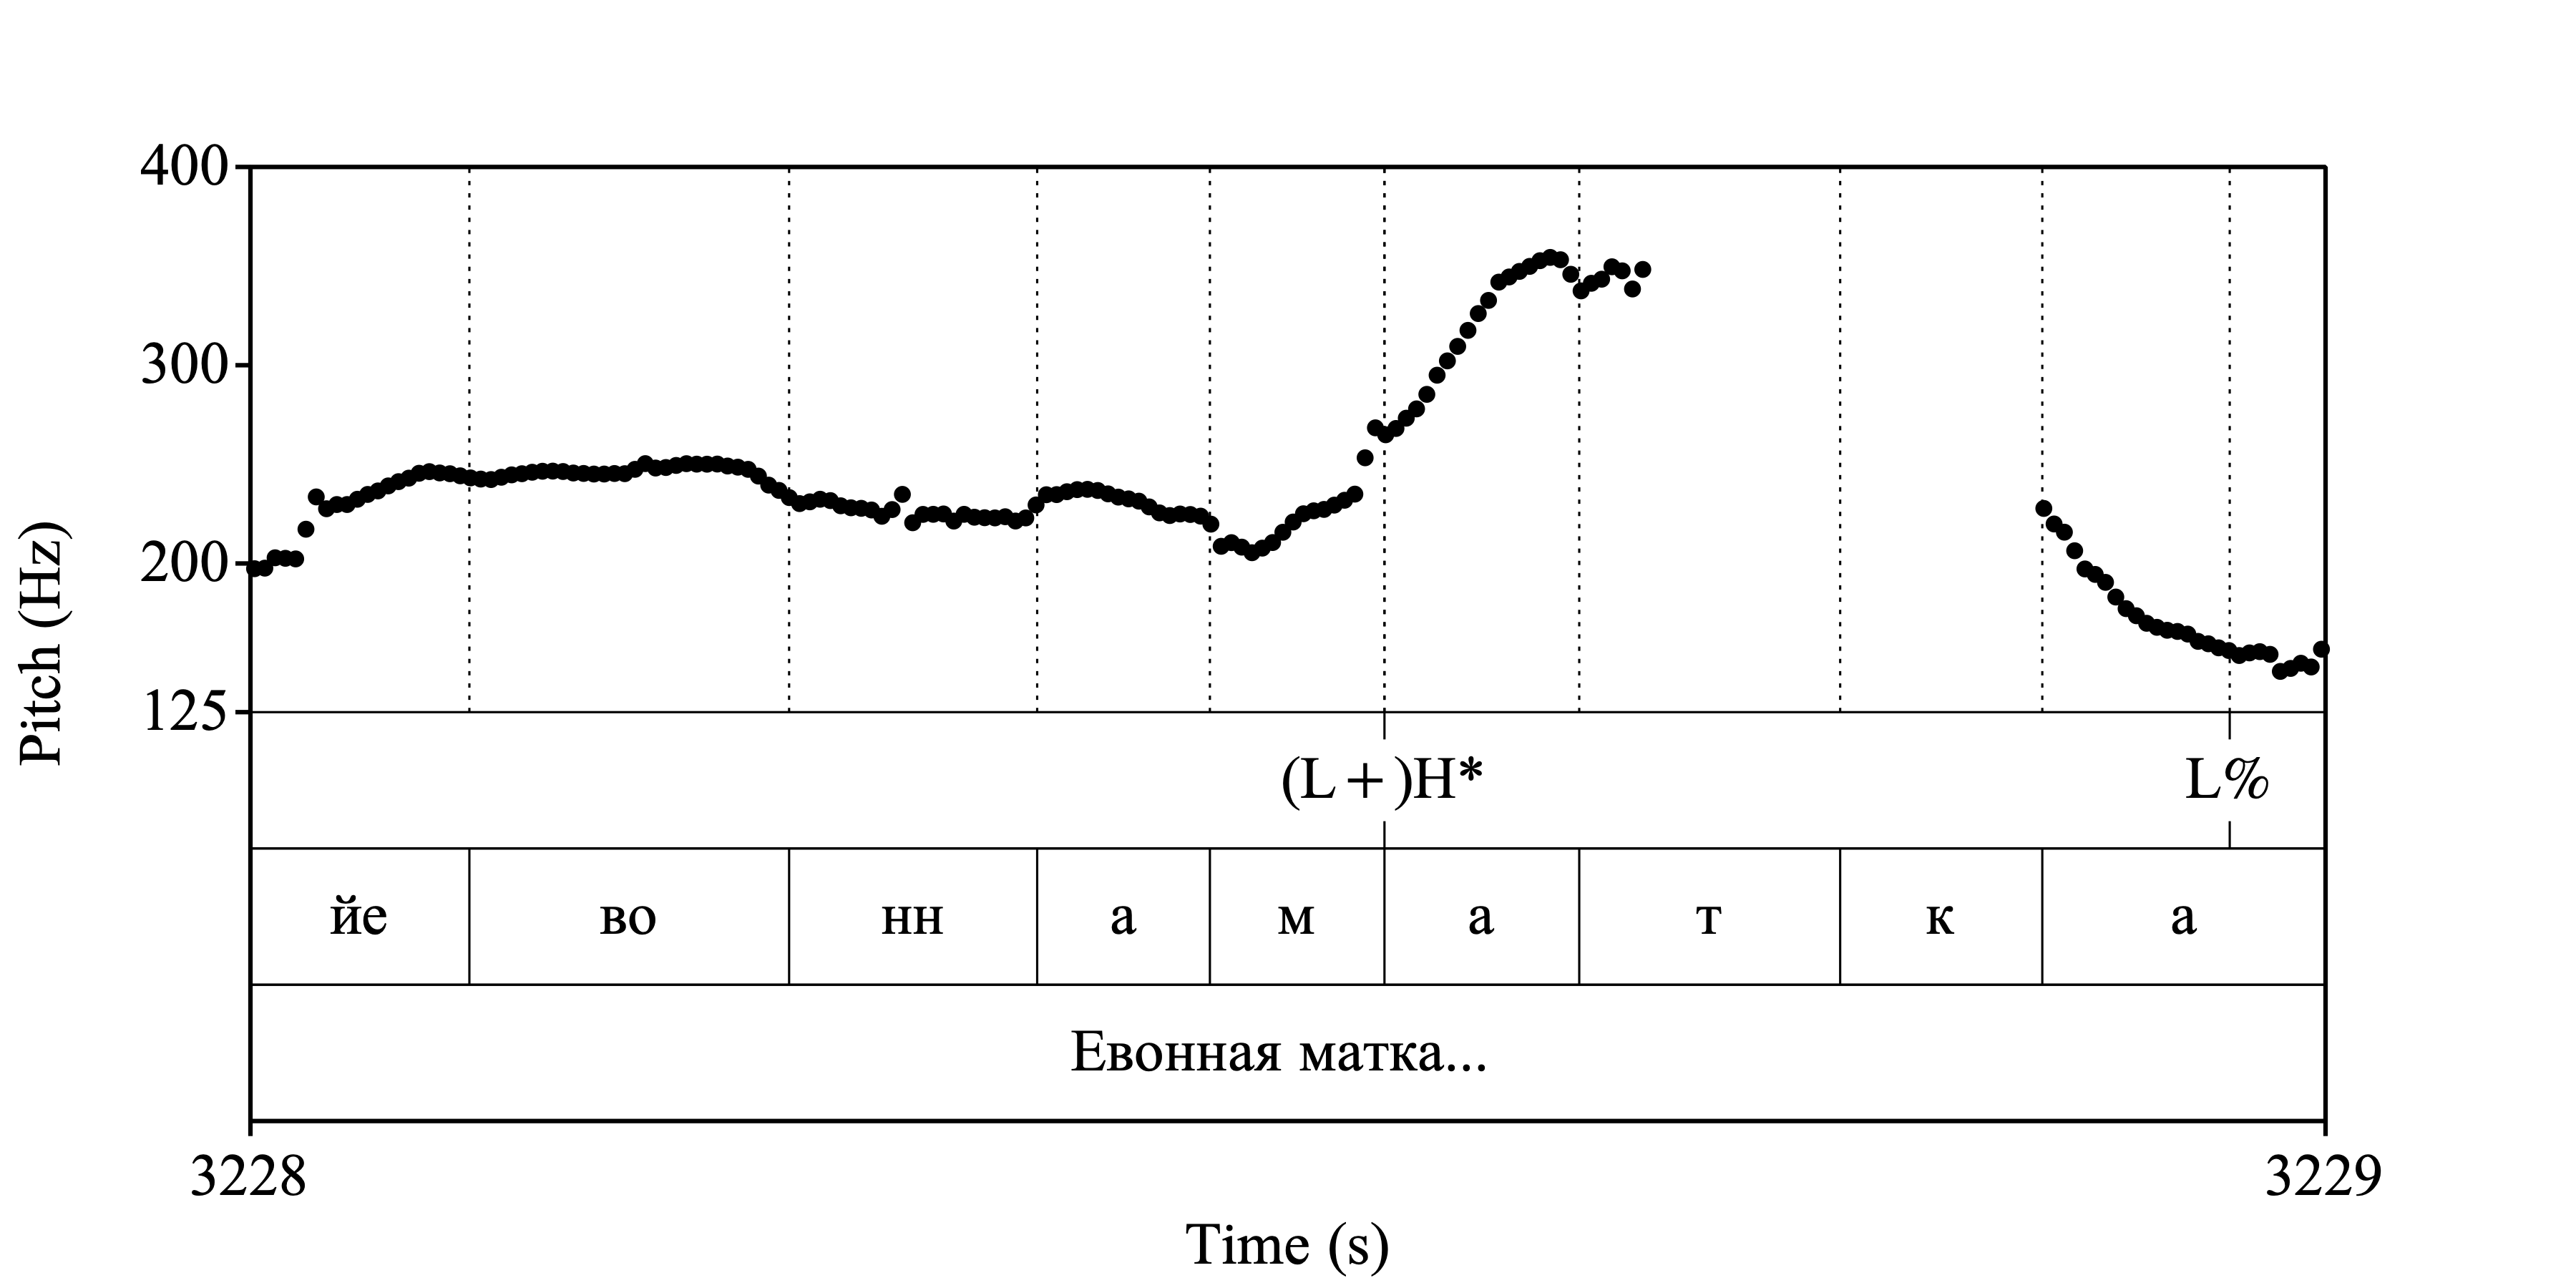 400
300
200
125
Pitch (Hz)
(L+)H* L%
йе во нн а м а т к а
Евонная матка...
3228 3229
Time (s)